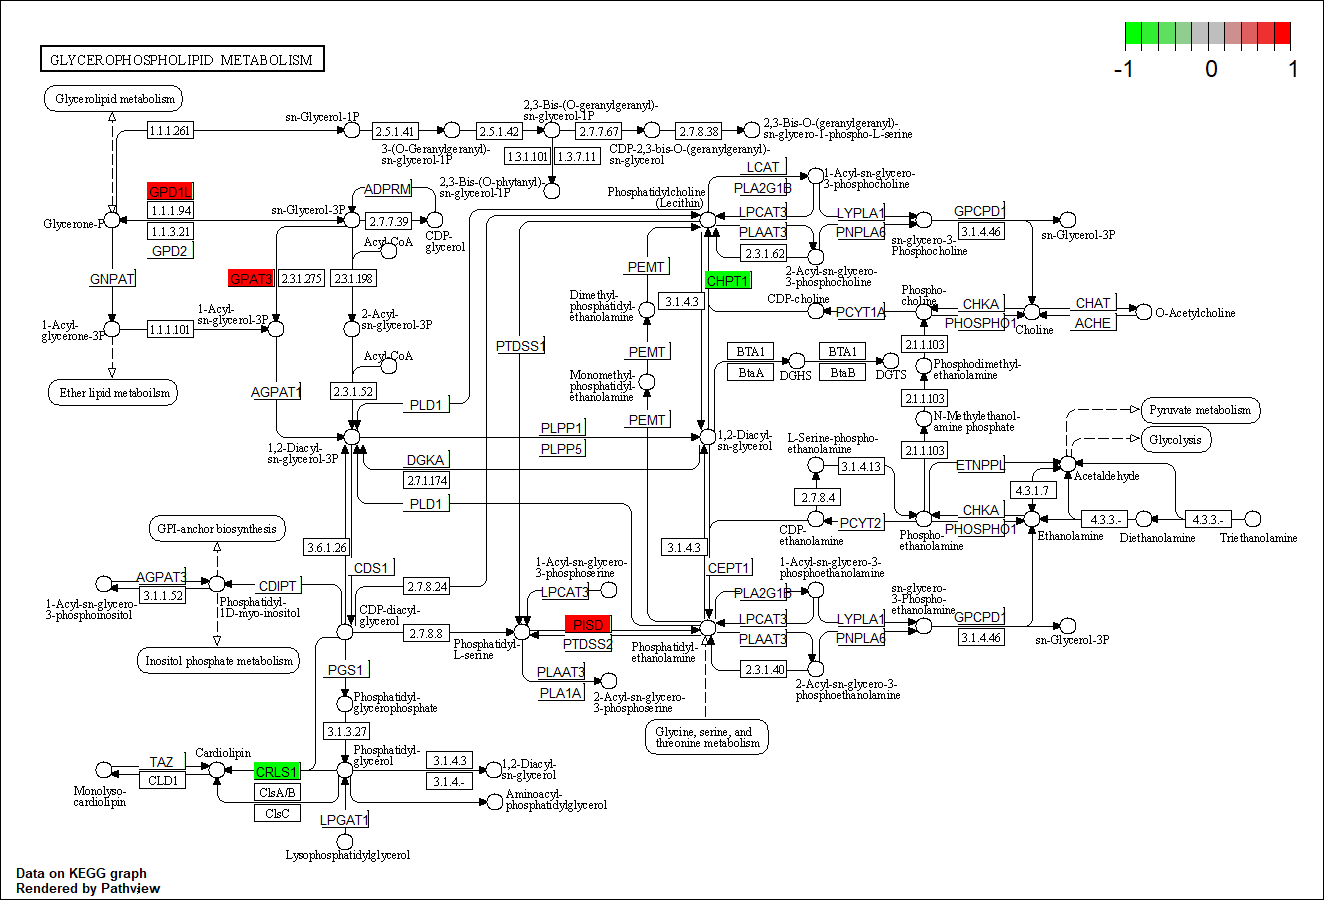 GLYCEROPHOSPHOLIPID METABOLISM
-1
0
1
Glycerolipid metabolism
1.1.1.261
sn-Glycerol-1P
2.5.1.41
3-(O-Geranylgeranyl)-
sn-glycerol-1P
2.5.1.42
2,3-Bis-(O-geranylgeranyl)-
sn-glycerol-1P
2.7.7.67
CDP-2,3-bis-O-(geranylgeranyl)-
sn-glycerol
2.7.8.38
2,3-Bis-O-(geranylgeranyl)-
sn-glycero-1-phospho-L-serine
1.3.1.101
1.3.7.11
2,3-Bis-(O-phytanyl)-
sn-glycerol-1P
GPD1L
1.1.1.94
1.1.3.21
GPD2
Glycerone-P
sn-Glycerol-3P
ADPRM
2.7.7.39
CDP-
glycerol
Acyl-CoA
GNPAT
GPAT3
2.3.1.275
2.3.1.198
1-Acyl-
glycerone-3P
1.1.1.101
1-Acyl-
sn-glycerol-3P
2-Acyl-
sn-glycerol-3P
Acyl-CoA
Ether lipid metaboilsm
AGPAT1
2.3.1.52
1,2-Diacyl-
sn-glycerol-3P
PLD1
PLPP1
PLPP5
DGKA
2.7.1.174
PLD1
PTDSS1
Phosphatidylcholine
(Lecithin)
LCAT
PLA2G1B
LPCAT3
PLAAT3
2.3.1.62
1-Acyl-sn-glycero-
3-phosphocholine
2-Acyl-sn-glycero-
3-phosphocholine
LYPLA1
PNPLA6
sn-glycero-3-
Phosphocholine
GPCPD1
3.1.4.46
sn-Glycerol-3P
PEMT
Dimethyl-
phosphatidyl-
ethanolamine
PEMT
Monomethyl-
phosphatidyl-
ethanolamine
PEMT
3.1.4.3
CHPT1
CDP-choline
PCYT1A
Phospho-
choline
CHKA
PHOSPHO1
Choline
CHAT
ACHE
O-Acetylcholine
BTA1
BtaA
DGHS
BTA1
BtaB
DGTS
2.1.1.103
Phosphodimethyl-
ethanolamine
2.1.1.103
N-Methylethanol-
amine phosphate
2.1.1.103
1,2-Diacyl-
sn-glycerol
L-Serine-phospho-
ethanolamine
3.1.4.13
2.7.8.4
CDP-
ethanolamine
PCYT2
Phospho-
ethanolamine
ETNPPL
CHKA
PHOSPHO1
Pyruvate metabolism
Glycolysis
Acetaldehyde
4.3.1.7
Ethanolamine
4.3.3.-
Diethanolamine
4.3.3.-
Triethanolamine
GPI-anchor biosynthesis
3.6.1.26
CDS1
2.7.8.24
3.1.4.3
CEPT1
AGPAT3
3.1.1.52
1-Acyl-sn-glycero-
3-phosphoinositol
CDIPT
Phosphatidyl-
1D-myo-inositol
Inositol phosphate metabolism
CDP-diacyl-
glycerol
2.7.8.8
Phosphatidyl-
L-serine
1-Acyl-sn-glycero-
3-phosphoserine
LPCAT3
PISD
PTDSS2
PLAAT3
PLA1A
2-Acyl-sn-glycero-
3-phosphoserine
Phosphatidyl-
ethanolamine
1-Acyl-sn-glycero-3-
phosphoethanolamine
PLA2G1B
LPCAT3
PLAAT3
2.3.1.40
2-Acyl-sn-glycero-3-
phosphoethanolamine
LYPLA1
PNPLA6
sn-glycero-
3-Phospho-
ethanolamine
GPCPD1
3.1.4.46
sn-Glycerol-3P
Glycine, serine, and
threonine metabolism
PGS1
Phosphatidyl-
glycerophosphate
3.1.3.27
Phosphatidyl-
glycerol
3.1.4.3
3.1.4.-
1,2-Diacyl-
sn-glycerol
Aminoacyl-
phosphatidylglycerol
Cardiolipin
TAZ
CLD1
Monolyso-
cardiolipin
CRLS1
ClsA/B
ClsC
LPGAT1
Lysophosphatidylglycerol
Data on KEGG graph
Rendered by Pathview